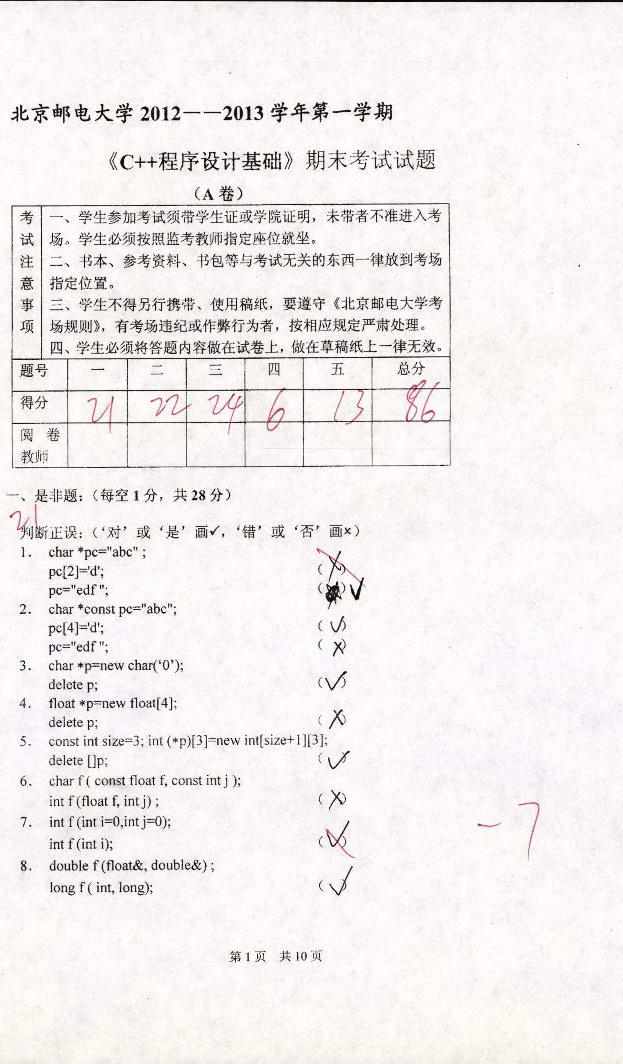 北京邮电大学 2012——2013 学年第一学期
《C++程序设计基础》期末考试试题
（A 卷）
考试注意事项
一、学生参加考试须带学生证或学院证明，未带者不准进入考
场。学生必须按照监考教师指定座位就坐。
二、书本、参考资料、书包等与考试无关的东西一律放到考场
指定位置。
三、学生不得另行携带、使用稿纸，要遵守《北京邮电大学考
场规则》，有考场违纪或作弊行为者，按相应规定严肃处理。
四、学生必须将答题内容做在试卷上，做在草稿纸上一律无效。
题号 一 二 三 四 五 总分
得分 21 22 24 6 13 86
阅 卷
教师
一、是非题：（每空 1 分，共 28 分）
21
判断正误：（‘对’或‘是’画✓，‘错’或‘否’画×）
1. char *pc="abc" ;
pc[2]='d'; (×)
pc="edf "; ( ) ✓
2. char *const pc="abc";
pc[4]='d'; (✓)
pc="edf "; (×)
3. char *p=new char(‘0’);
delete p; (✓)
4. float *p=new float[4];
delete p; (×)
5. const int size=3; int (*p)[3]=new int[size+1][3];
delete []p; (✓)
6. char f ( const float f, const int j );
int f (float f, int j) ; (×)
7. int f (int i=0,int j=0);
int f (int i); (✓)
-7
8. double f (float&, double&) ;
long f ( int, long); (✓)
第 1 页 共 10 页